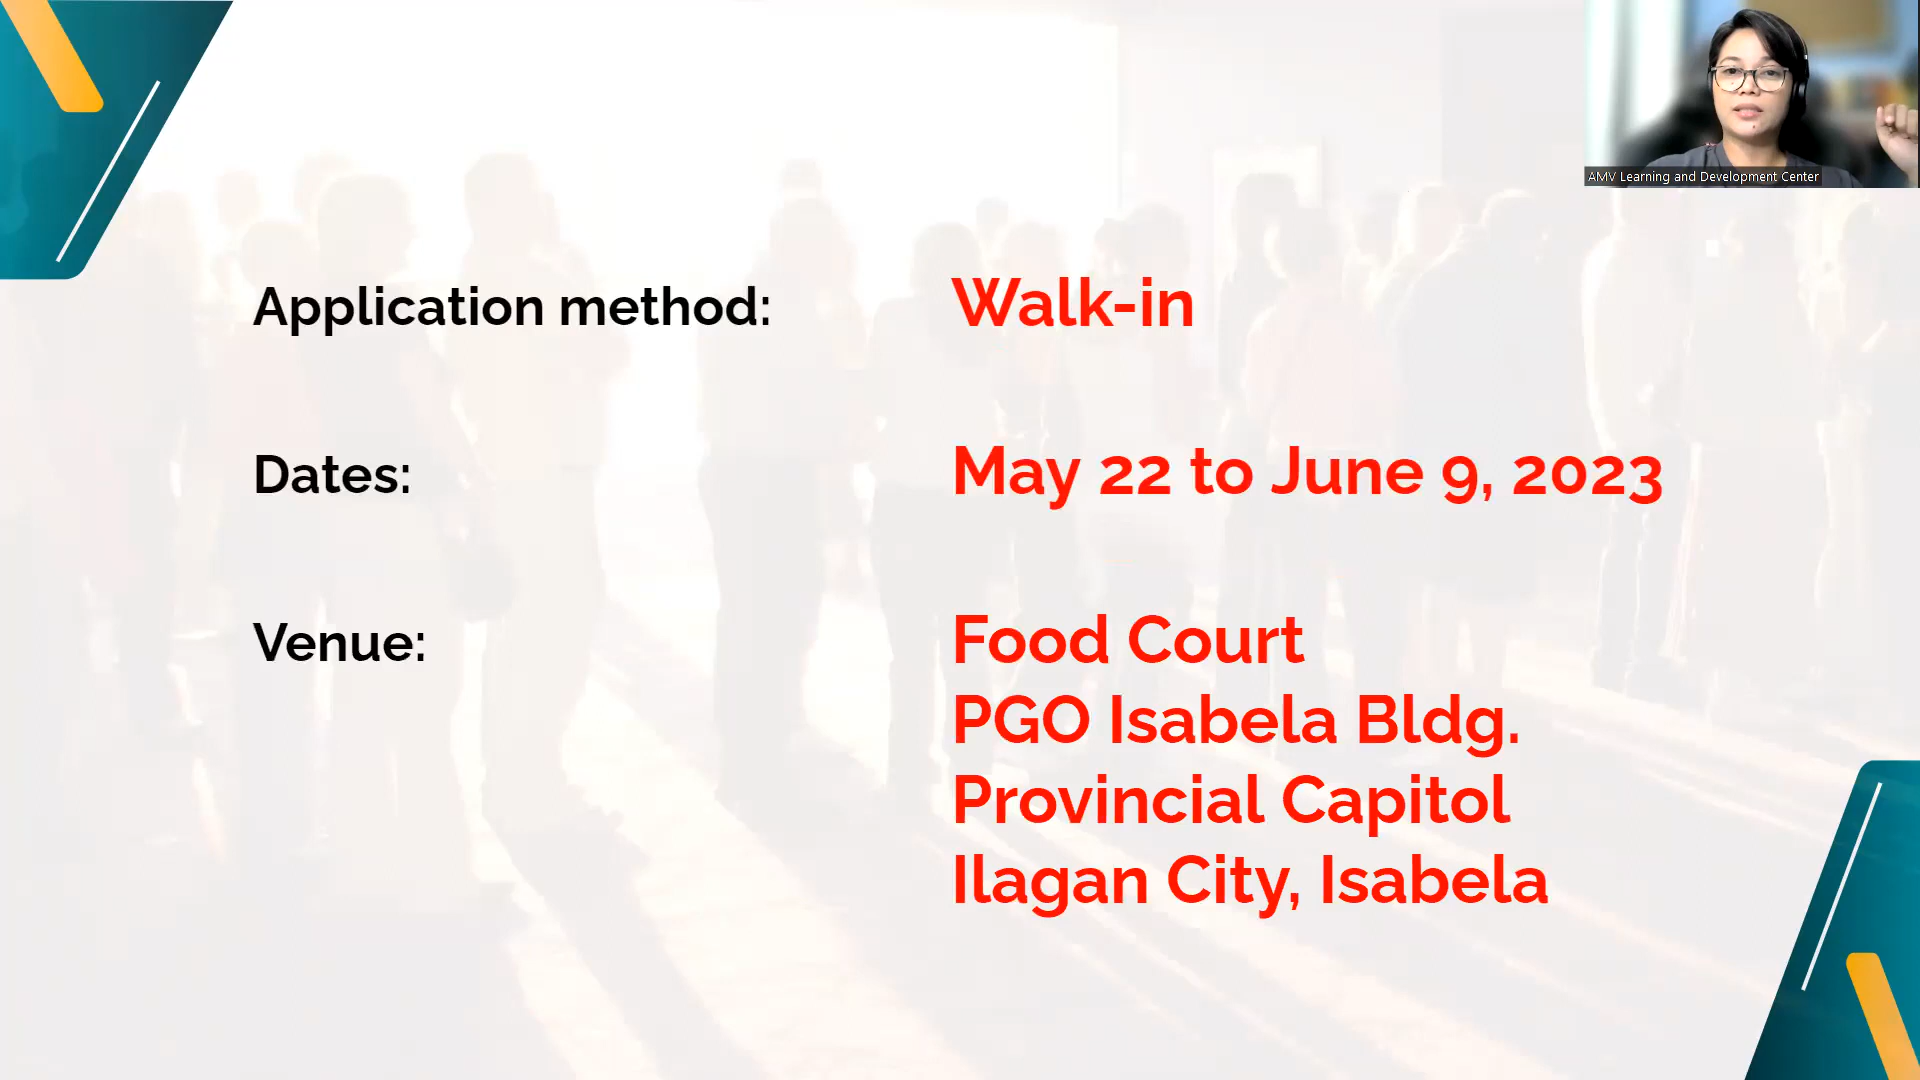 AMV Learning and Development Center
Application method: Walk-in
Dates: May 22 to June 9, 2023
Venue: Food Court
PGO Isabela Bldg.
Provincial Capitol
Ilagan City, Isabela